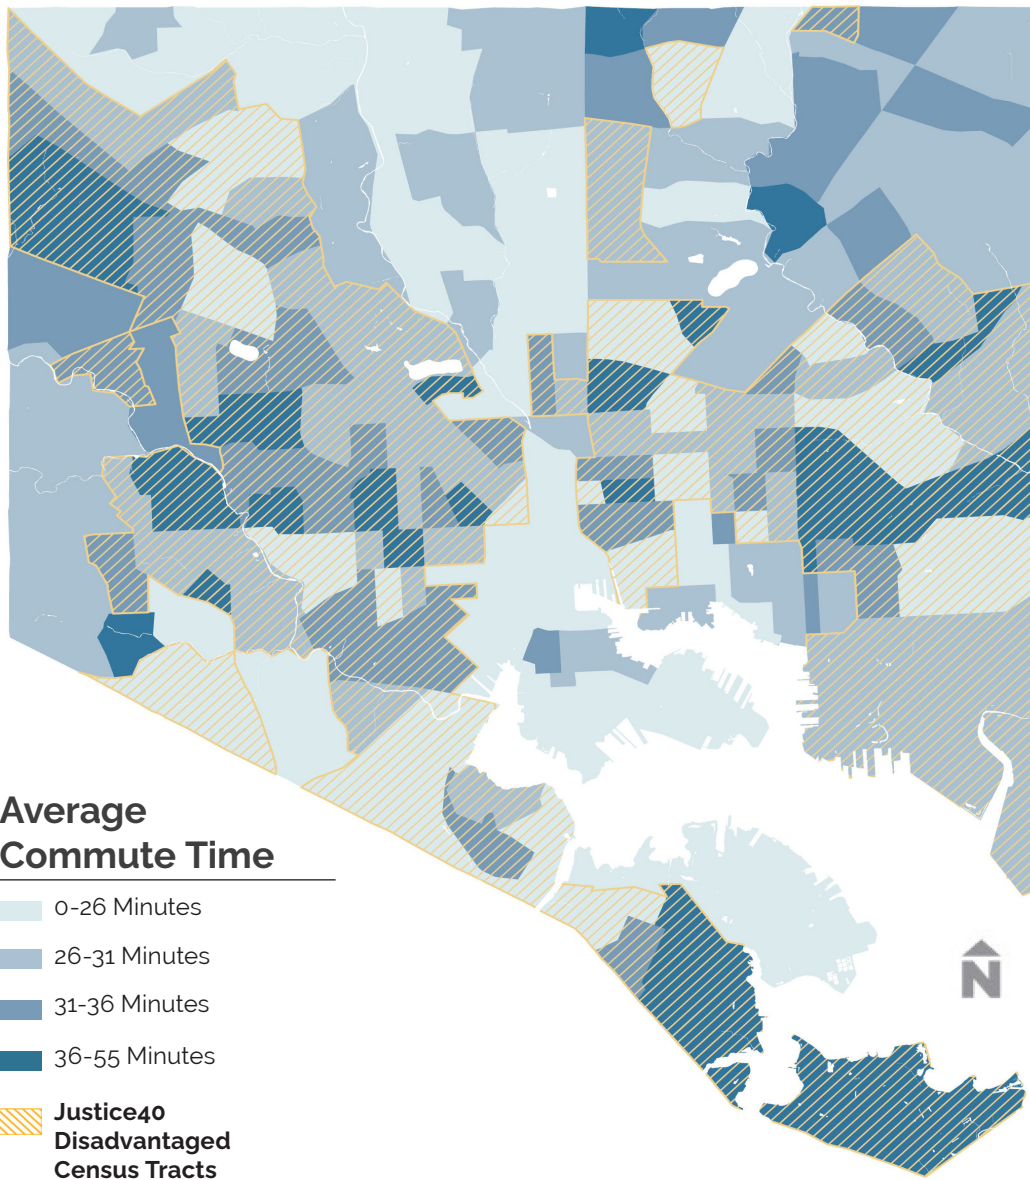 Average
Commute Time
0-26 Minutes
26-31 Minutes
31-36 Minutes
36-55 Minutes
Justice40
Disadvantaged
Census Tracts
N